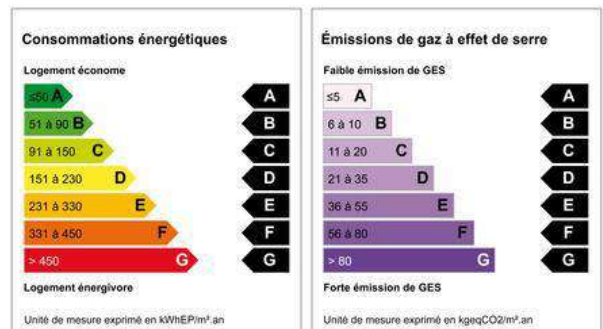 Consommations énergétiques
Logement économe
≤50 A A
51 à 90 B B
91 à 150 C C
151 à 230 D D
231 à 330 E E
331 à 450 F F
> 450 G G
Logement énergivore
Unité de mesure exprimé en kWhEP/m².an
Émissions de gaz à effet de serre
Faible émission de GES
≤5 A A
6 à 10 B B
11 à 20 C C
21 à 35 D D
36 à 55 E E
56 à 80 F F
> 80 G G
Forte émission de GES
Unité de mesure exprimé en kgeqCO2/m².an